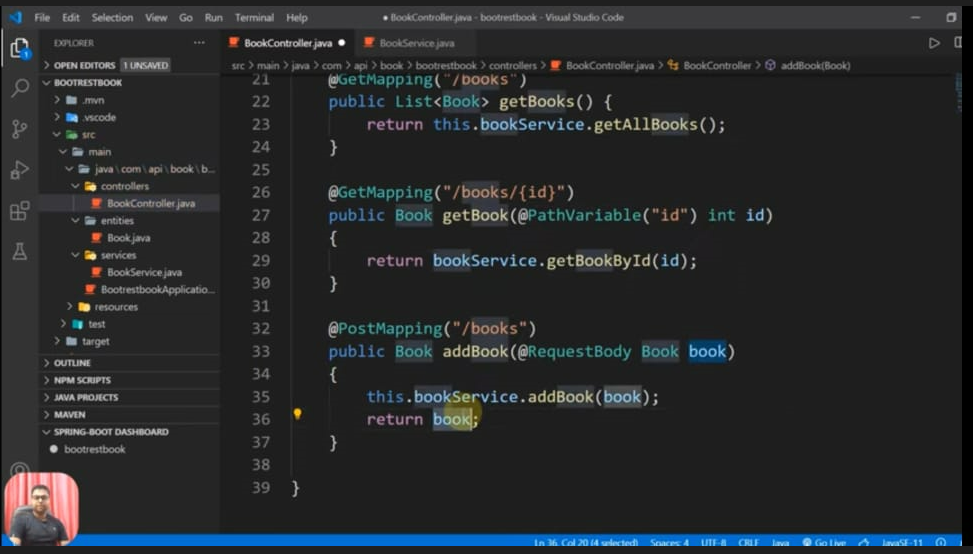 File Edit Selection View Go Run Terminal Help
● BookController.java - bootrestbook - Visual Studio Code
EXPLORER
OPEN EDITORS 1 UNSAVED
BOOTRESTBOOK
.mvn
.vscode
src
main
java\com\api\book\b...
controllers
BookController.java
entities
Book.java
services
BookService.java
BootrestbookApplicatio...
resources
test
target
OUTLINE
NPM SCRIPTS
JAVA PROJECTS
MAVEN
SPRING-BOOT DASHBOARD
bootrestbook
BookController.java ● BookService.java
src > main > java > com > api > book > bootrestbook > controllers > BookController.java > BookController > addBook(Book)
21 @GetMapping("/books")
22 public List<Book> getBooks() {
23 return this.bookService.getAllBooks();
24 }
25
26 @GetMapping("/books/{id}")
27 public Book getBook(@PathVariable("id") int id)
28 {
29 return bookService.getBookById(id);
30 }
31
32 @PostMapping("/books")
33 public Book addBook(@RequestBody Book book)
34 {
35 this.bookService.addBook(book);
36 return book;
37 }
38
39 }
Ln 36, Col 20 (4 selected) Spaces: 4 UTF-8 CRLF Java Go Live JavaSE-11